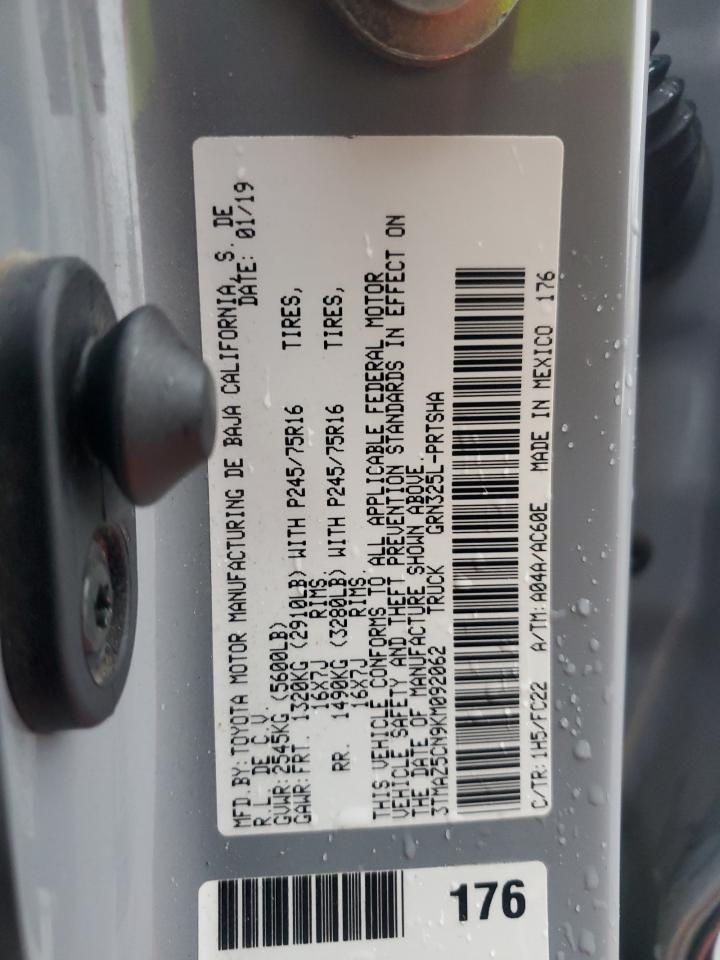 MFD.BY: TOYOTA MOTOR MANUFACTURING DE BAJA CALIFORNIA, S. DE
R.L. DE C.V. DATE: 01/19
GVWR: 2545KG (5600LB)
GAWR: FRT. 1320KG (2910LB) WITH P245/75R16 TIRES,
16X7J RIMS,
RR. 1490KG (3280LB) WITH P245/75R16 TIRES,
16X7J RIMS.
THIS VEHICLE CONFORMS TO ALL APPLICABLE FEDERAL MOTOR
VEHICLE SAFETY AND THEFT PREVENTION STANDARDS IN EFFECT ON
THE DATE OF MANUFACTURE SHOWN ABOVE.
3TMAZ5CN9KM092062 TRUCK GRN325L-PRTSHA
C/TR: 1H5/FC22 A/TM: A04A/AC60E MADE IN MEXICO 176
176